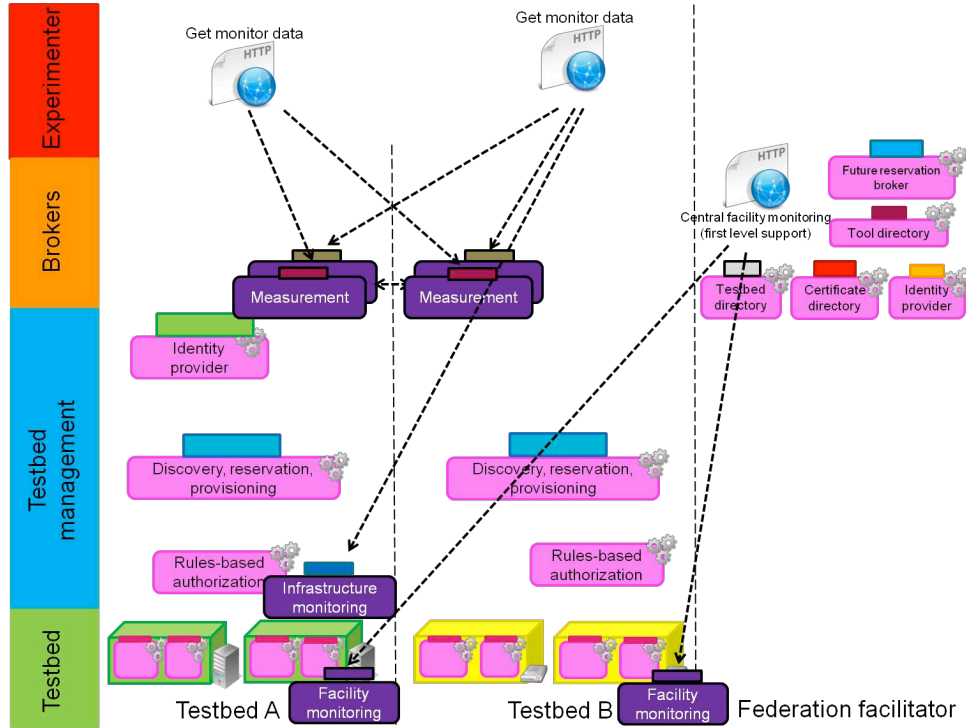 Experimenter
Get monitor data
HTTP
Get monitor data
HTTP
Brokers
HTTP
Central facility monitoring
(first level support)
Future reservation
broker
Tool directory
Measurement
Measurement
Testbed
directory
Certificate
directory
Identity
provider
Testbed
management
Identity
provider
Discovery, reservation,
provisioning
Discovery, reservation,
provisioning
Rules-based
authorization
Infrastructure
monitoring
Rules-based
authorization
Testbed
Facility
monitoring
Facility
monitoring
Testbed A
Testbed B
Federation facilitator